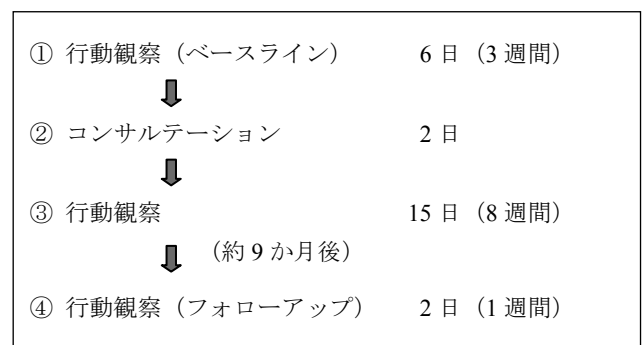 ① 行動観察（ベースライン） 6 日（3 週間）
② コンサルテーション 2 日
③ 行動観察 15 日（8 週間）
（約 9 か月後）
④ 行動観察（フォローアップ） 2 日（1 週間）